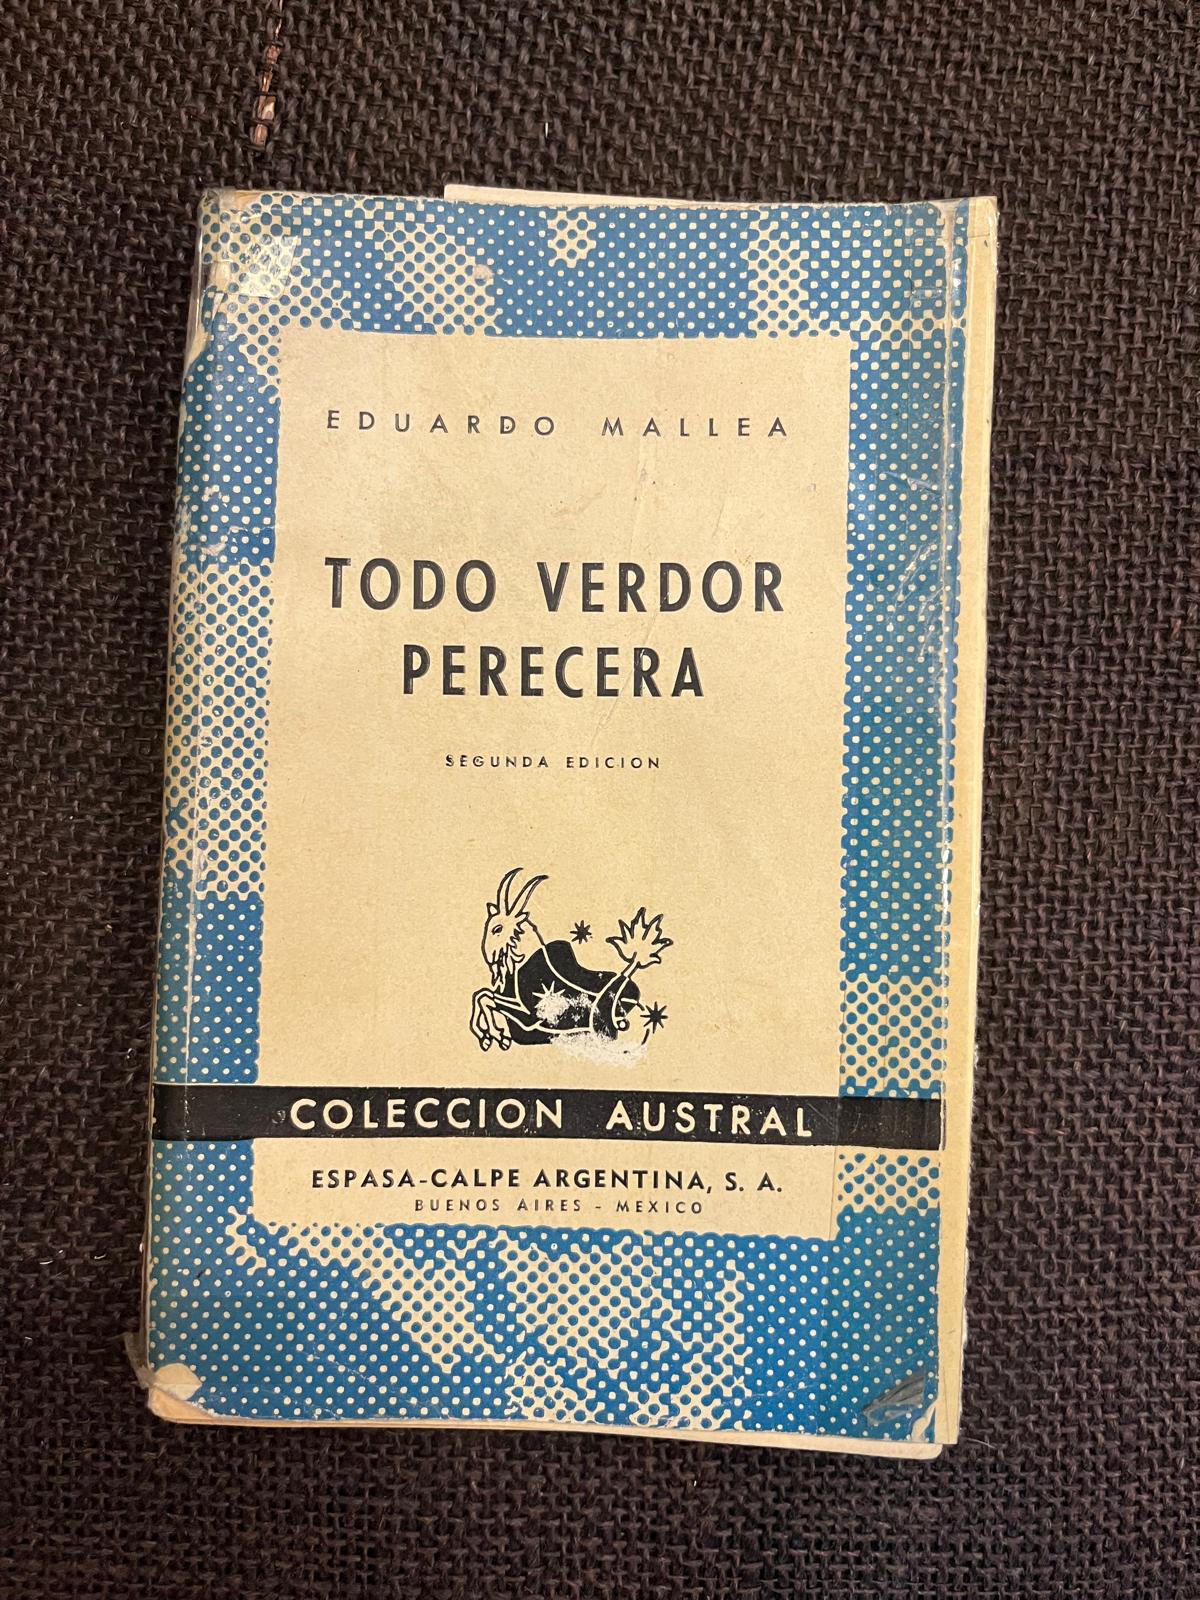 EDUARDO MALLEA
TODO VERDOR
PERECERA
SEGUNDA EDICION
COLECCION AUSTRAL
ESPASA-CALPE ARGENTINA, S. A.
BUENOS AIRES - MEXICO